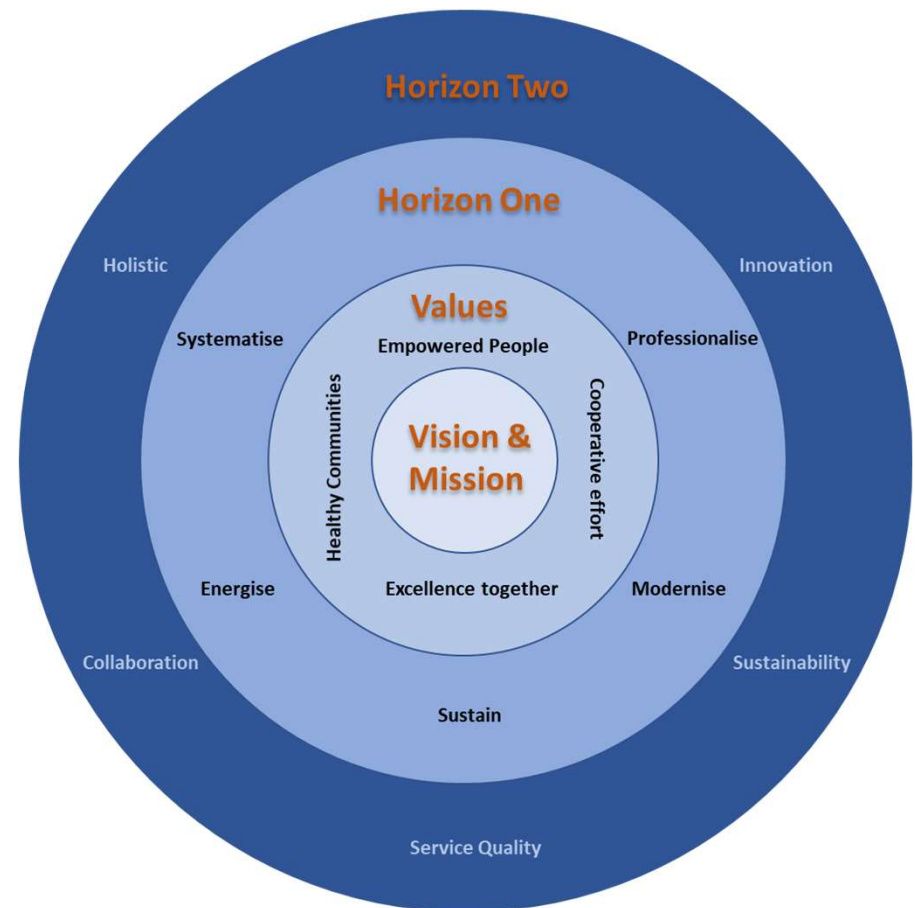 Horizon Two
Horizon One
Holistic
Innovation
Values
Systematise
Empowered People
Professionalise
Healthy Communities
Cooperative effort
Vision &
Mission
Energise
Excellence together
Modernise
Collaboration
Sustainability
Sustain
Service Quality